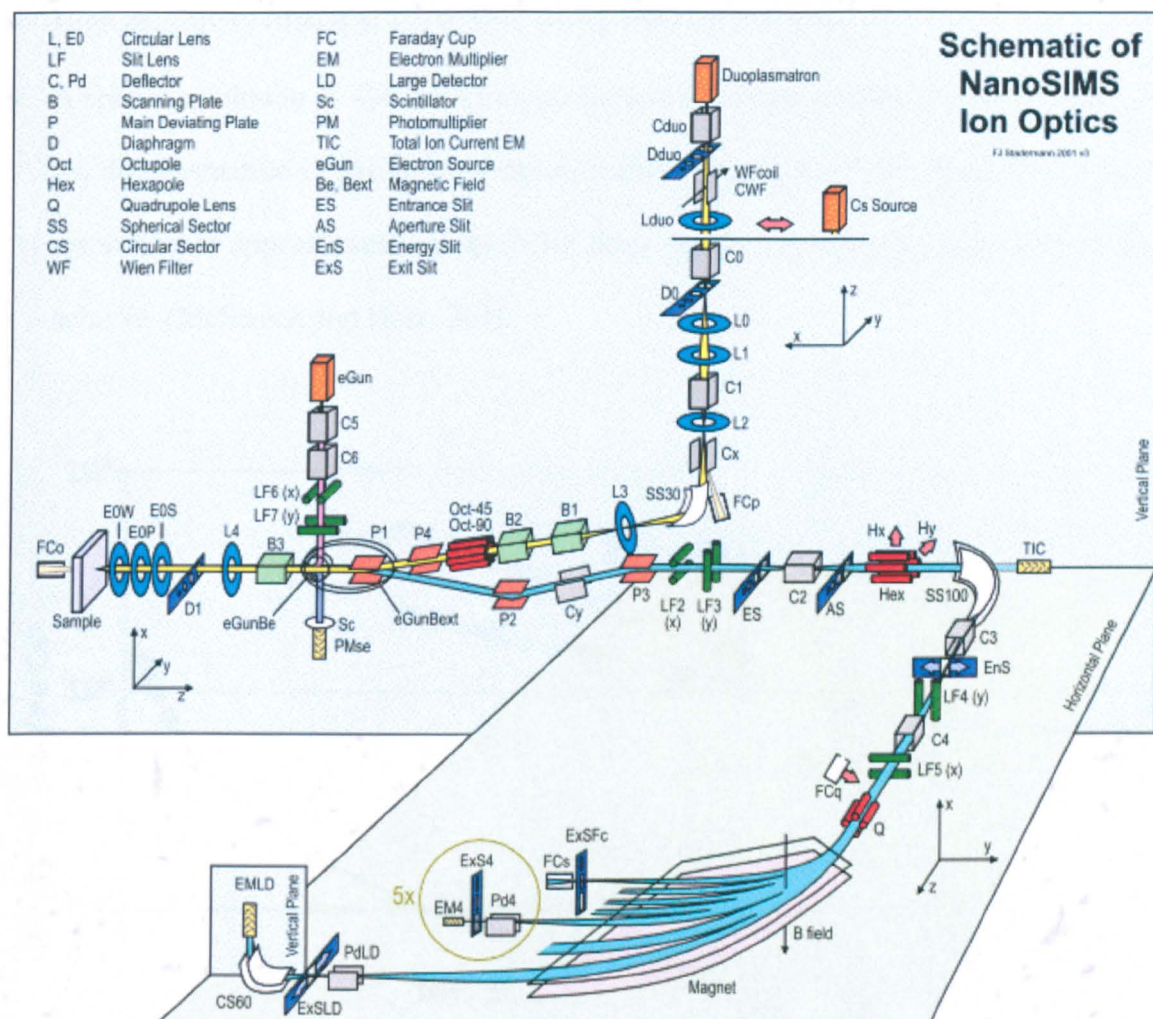 L, E0 Circular Lens FC Faraday Cup
LF Slit Lens EM Electron Multiplier
C, Pd Deflector LD Large Detector
B Scanning Plate Sc Scintillator
P Main Deviating Plate PM Photomultiplier
D Diaphragm TIC Total Ion Current EM
Oct Octupole eGun Electron Source
Hex Hexapole Be, Bext Magnetic Field
Q Quadrupole Lens ES Entrance Slit
SS Spherical Sector AS Aperture Slit
CS Circular Sector EnS Energy Slit
WF Wien Filter ExS Exit Slit
Schematic of
NanoSIMS
Ion Optics
FJ Stadermann 2001 v3
Duoplasmatron
Cduo
Dduo
WFcoil
CWF
Lduo
Cs Source
C0
D0
L0
L1
C1
L2
Cx
SS30
FCp
z
y
x
eGun
C5
C6
LF6 (x)
LF7 (y)
E0W
E0P
E0S
L4
B3
P1
P4
Oct-45
Oct-90
B2
B1
L3
FCo
Sample
D1
eGunBe
Sc
PMse
eGunBext
P2
Cy
P3
LF2
(x)
LF3
(y)
ES
C2
AS
Hx
Hy
Hex
SS100
TIC
Vertical Plane
x
y
z
C3
EnS
LF4 (y)
C4
LF5 (x)
FCq
Q
Horizontal Plane
x
y
z
ExSFc
FCs
ExS4
5x
EM4
Pd4
B field
Magnet
EMLD
Vertical Plane
PdLD
CS60
ExSLD